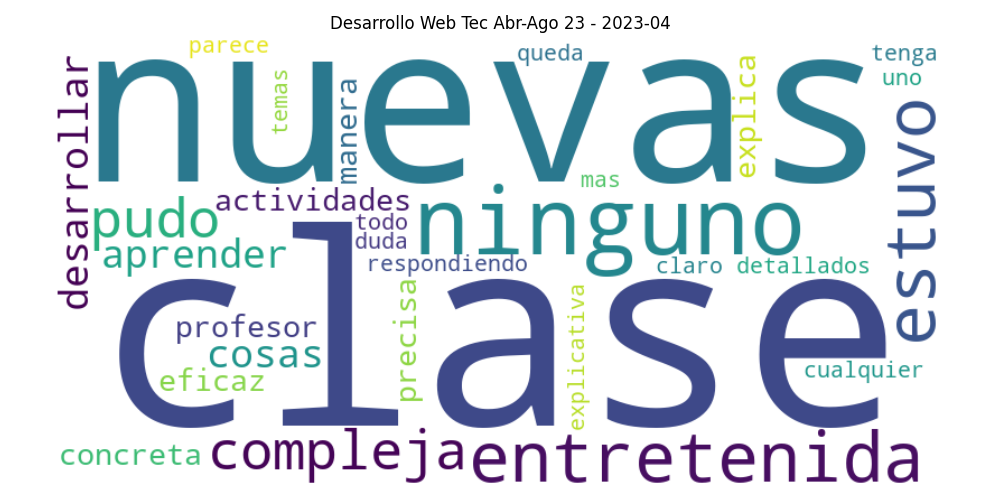 Desarrollo Web Tec Abr-Ago 23 - 2023-04
parece
queda
tenga
uno
nuevas
desarrollar
temas
manera
explica
mas
estuvo
actividades
pudo
todo
ninguno
aprender
duda
respondiendo
claro
detallados
clase
profesor
cosas
eficaz
precisa
explicativa
cualquier
concreta
compleja
entretenida